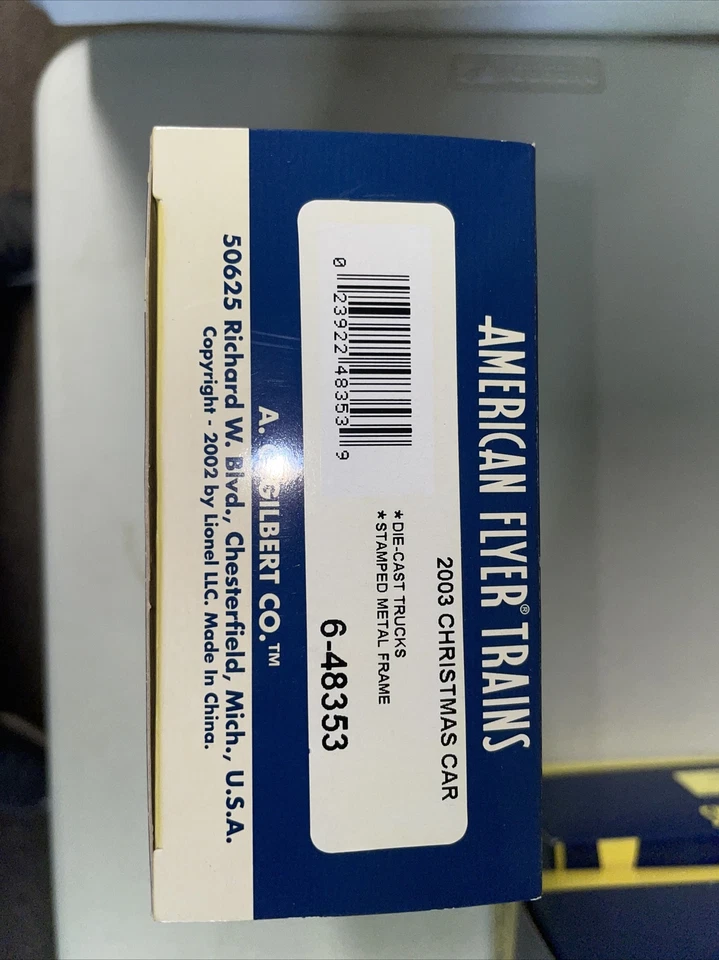 AMERICAN FLYER® TRAINS
2003 CHRISTMAS CAR
*DIE-CAST TRUCKS
*STAMPED METAL FRAME
6-48353
0 23922 48353 9
A. GILBERT CO.™
50625 Richard W. Blvd., Chesterfield, Mich., U.S.A.
Copyright - 2002 by Lionel LLC. Made In China.